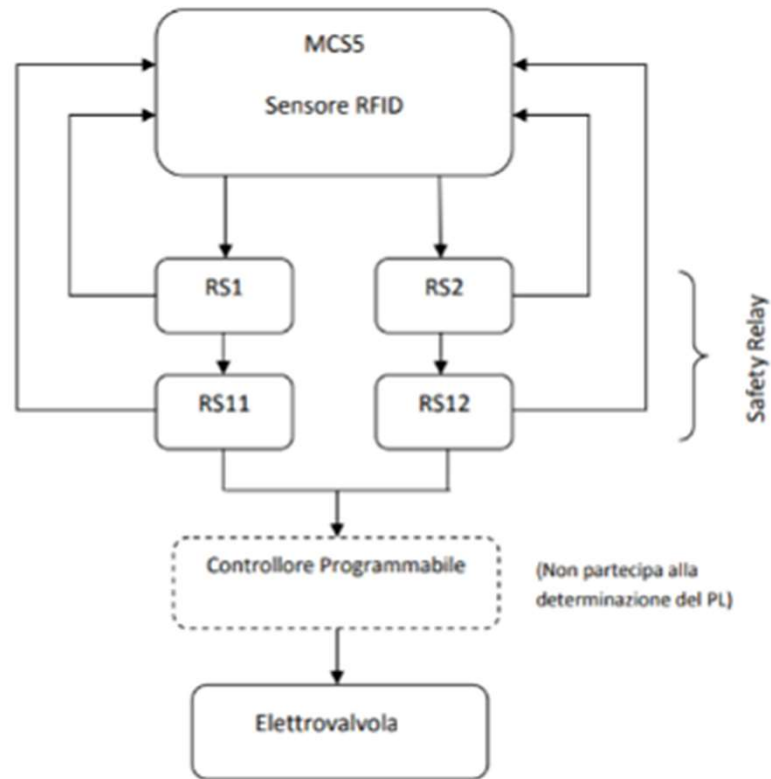 MCS5
Sensore RFID
RS1
RS2
RS11
RS12
Safety Relay
Controllore Programmabile
(Non partecipa alla
determinazione del PL)
Elettrovalvola